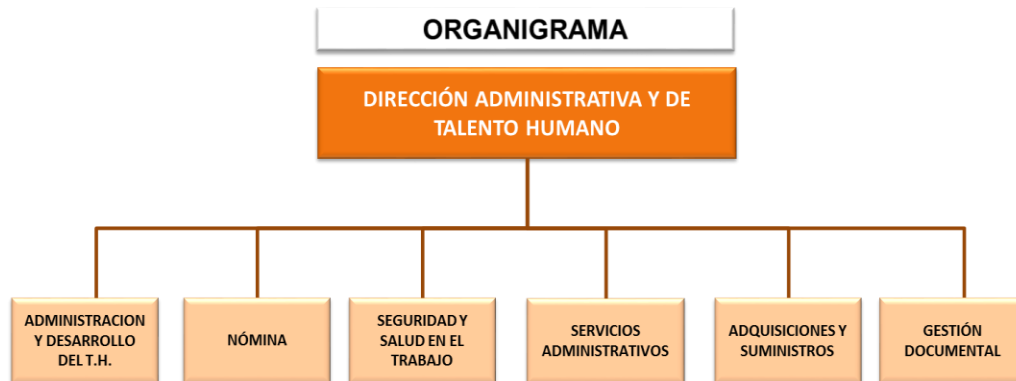 ORGANIGRAMA
DIRECCIÓN ADMINISTRATIVA Y DE
TALENTO HUMANO
ADMINISTRACION
Y DESARROLLO
DEL T.H.
NÓMINA
SEGURIDAD Y
SALUD EN EL
TRABAJO
SERVICIOS
ADMINISTRATIVOS
ADQUISICIONES Y
SUMINISTROS
GESTIÓN
DOCUMENTAL